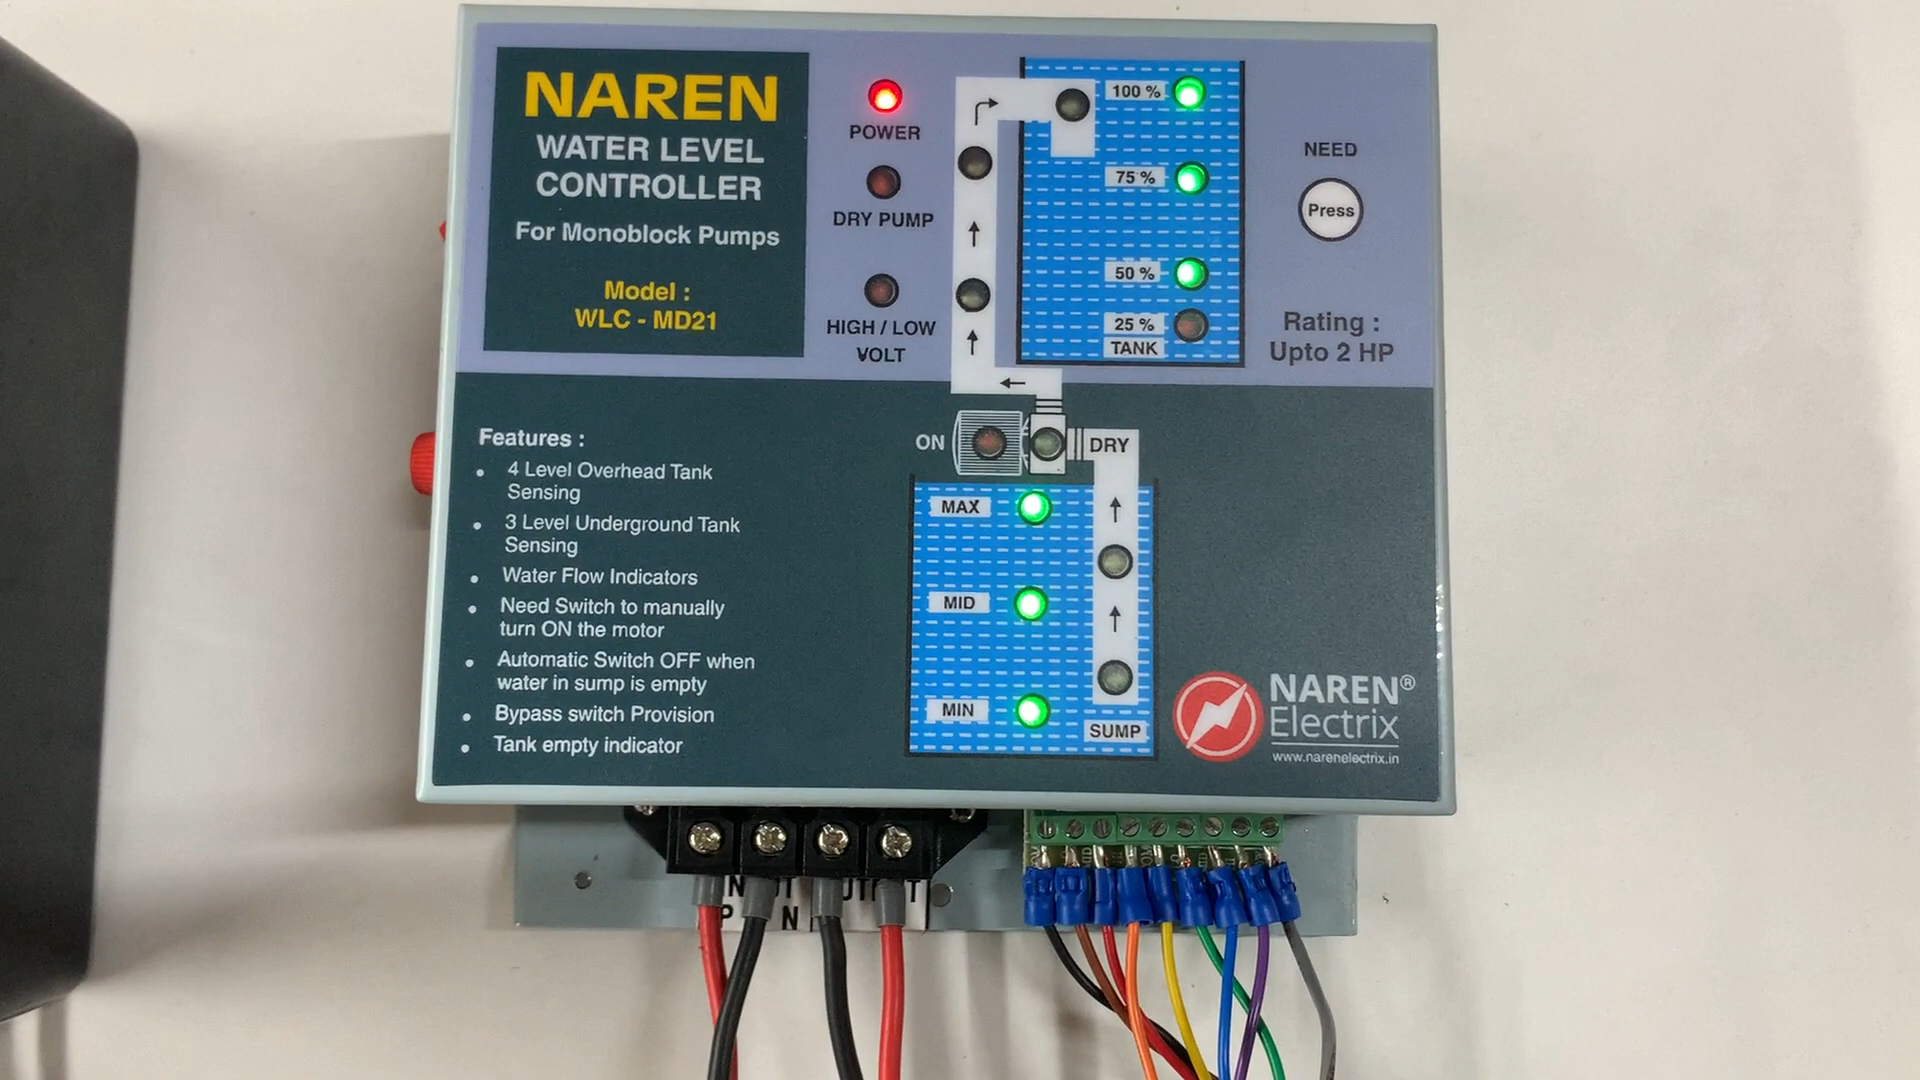 NAREN
WATER LEVEL
CONTROLLER
For Monoblock Pumps
Model :
WLC - MD21
POWER
DRY PUMP
HIGH / LOW
VOLT
100 %
75 %
50 %
25 %
TANK
NEED
Press
Rating :
Upto 2 HP
Features :
• 4 Level Overhead Tank
Sensing
• 3 Level Underground Tank
Sensing
• Water Flow Indicators
• Need Switch to manually
turn ON the motor
• Automatic Switch OFF when
water in sump is empty
• Bypass switch Provision
• Tank empty indicator
ON
DRY
MAX
MID
MIN
SUMP
NAREN®
Electrix
www.narenelectrix.in
P N